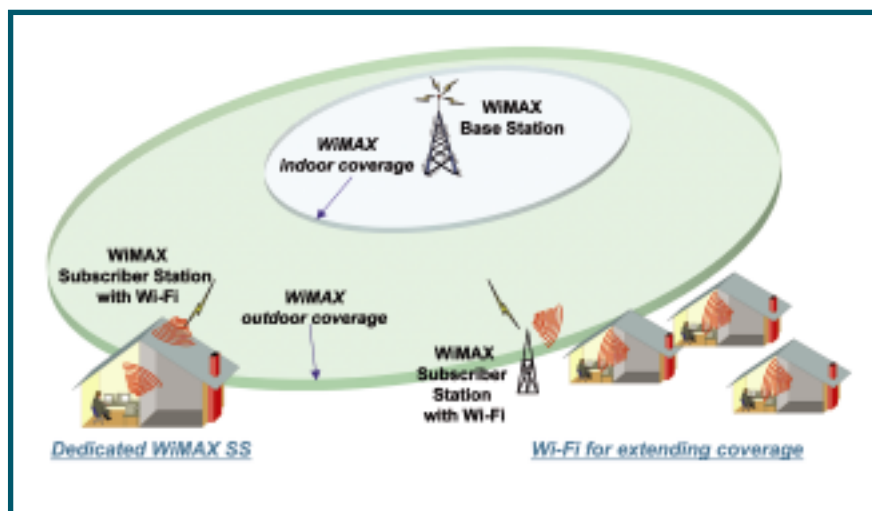 WiMAX
Base Station
WiMAX
indoor coverage
WiMAX
Subscriber Station
with Wi-Fi
WiMAX
outdoor coverage
WiMAX
Subscriber
Station
with Wi-Fi
Dedicated WiMAX SS
Wi-Fi for extending coverage